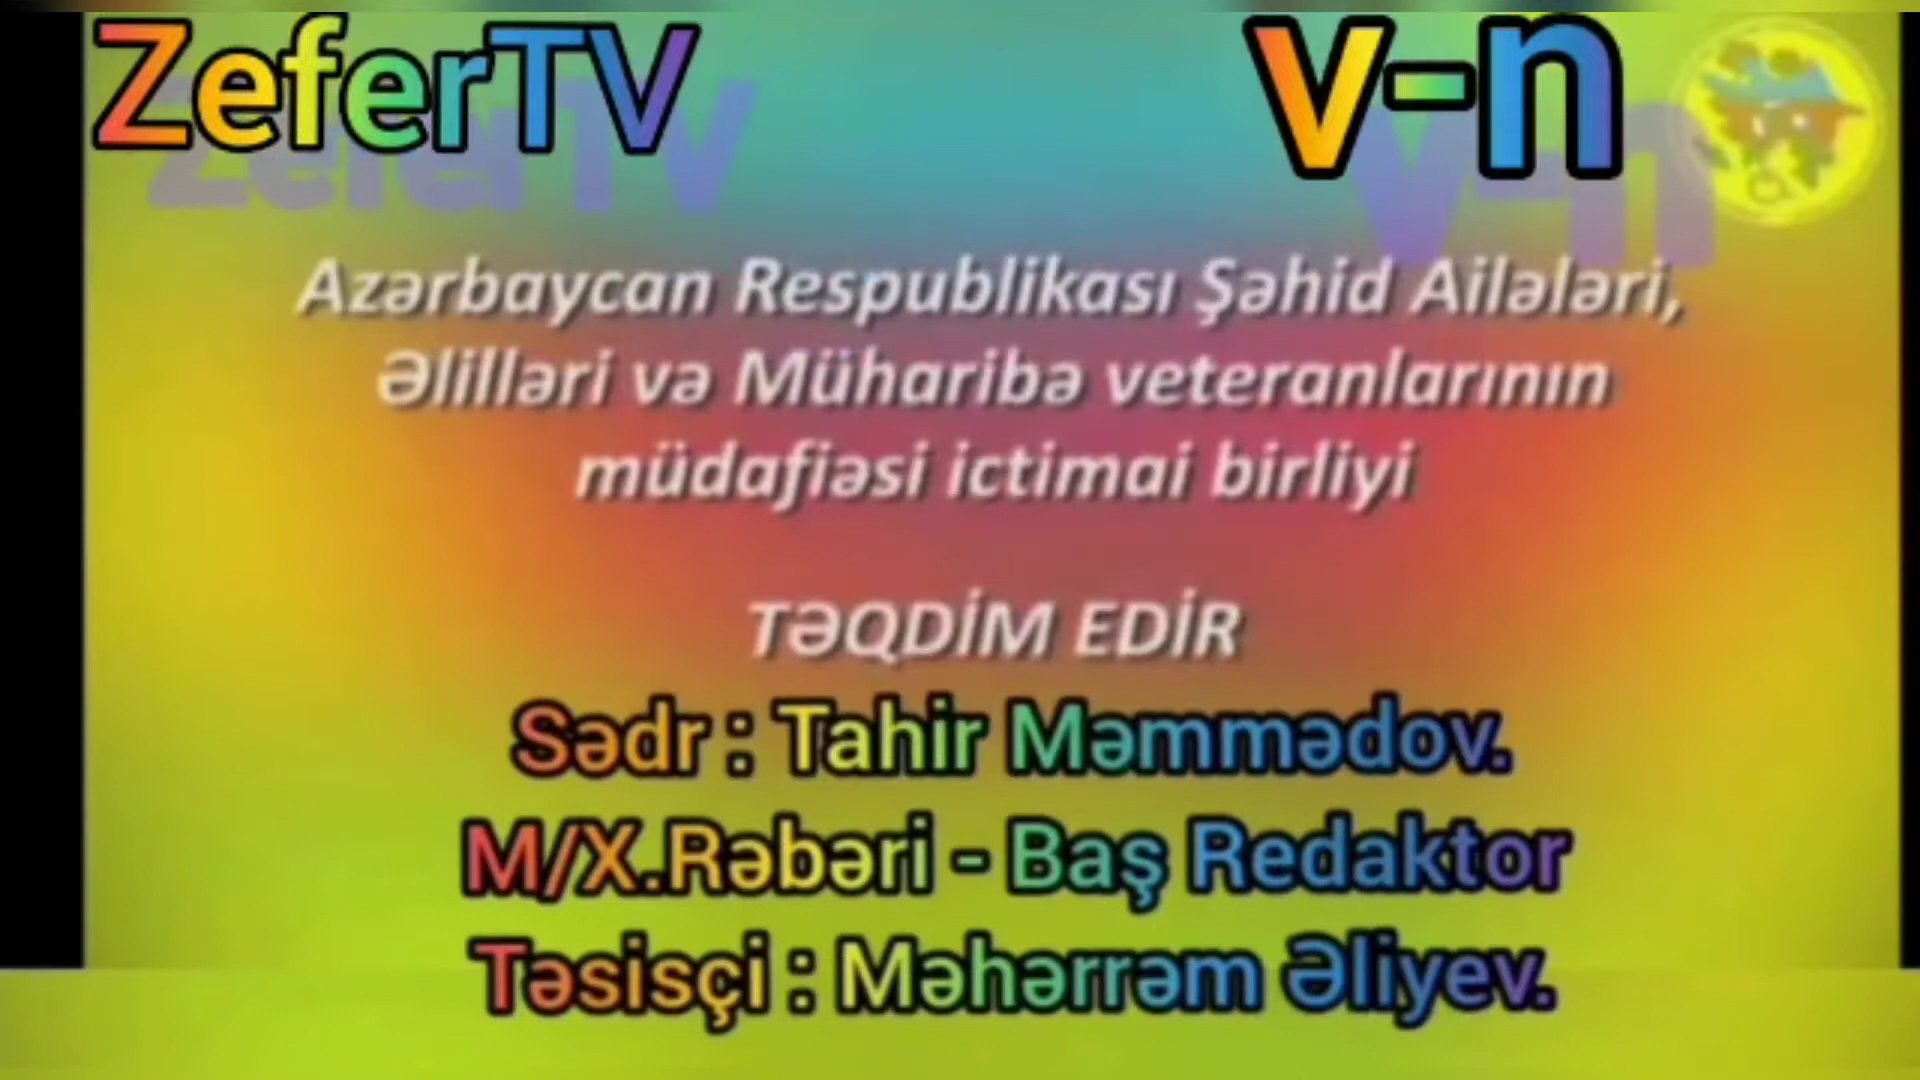 ZeferTV v-n
Azərbaycan Respublikası Şəhid Ailələri,
Əlilləri və Müharibə veteranlarının
müdafiəsi ictimai birliyi
TƏQDİM EDİR
Sədr : Tahir Məmmədov.
M/X.Rəbəri - Baş Redaktor
Təsisçi : Məhərrəm Əliyev.